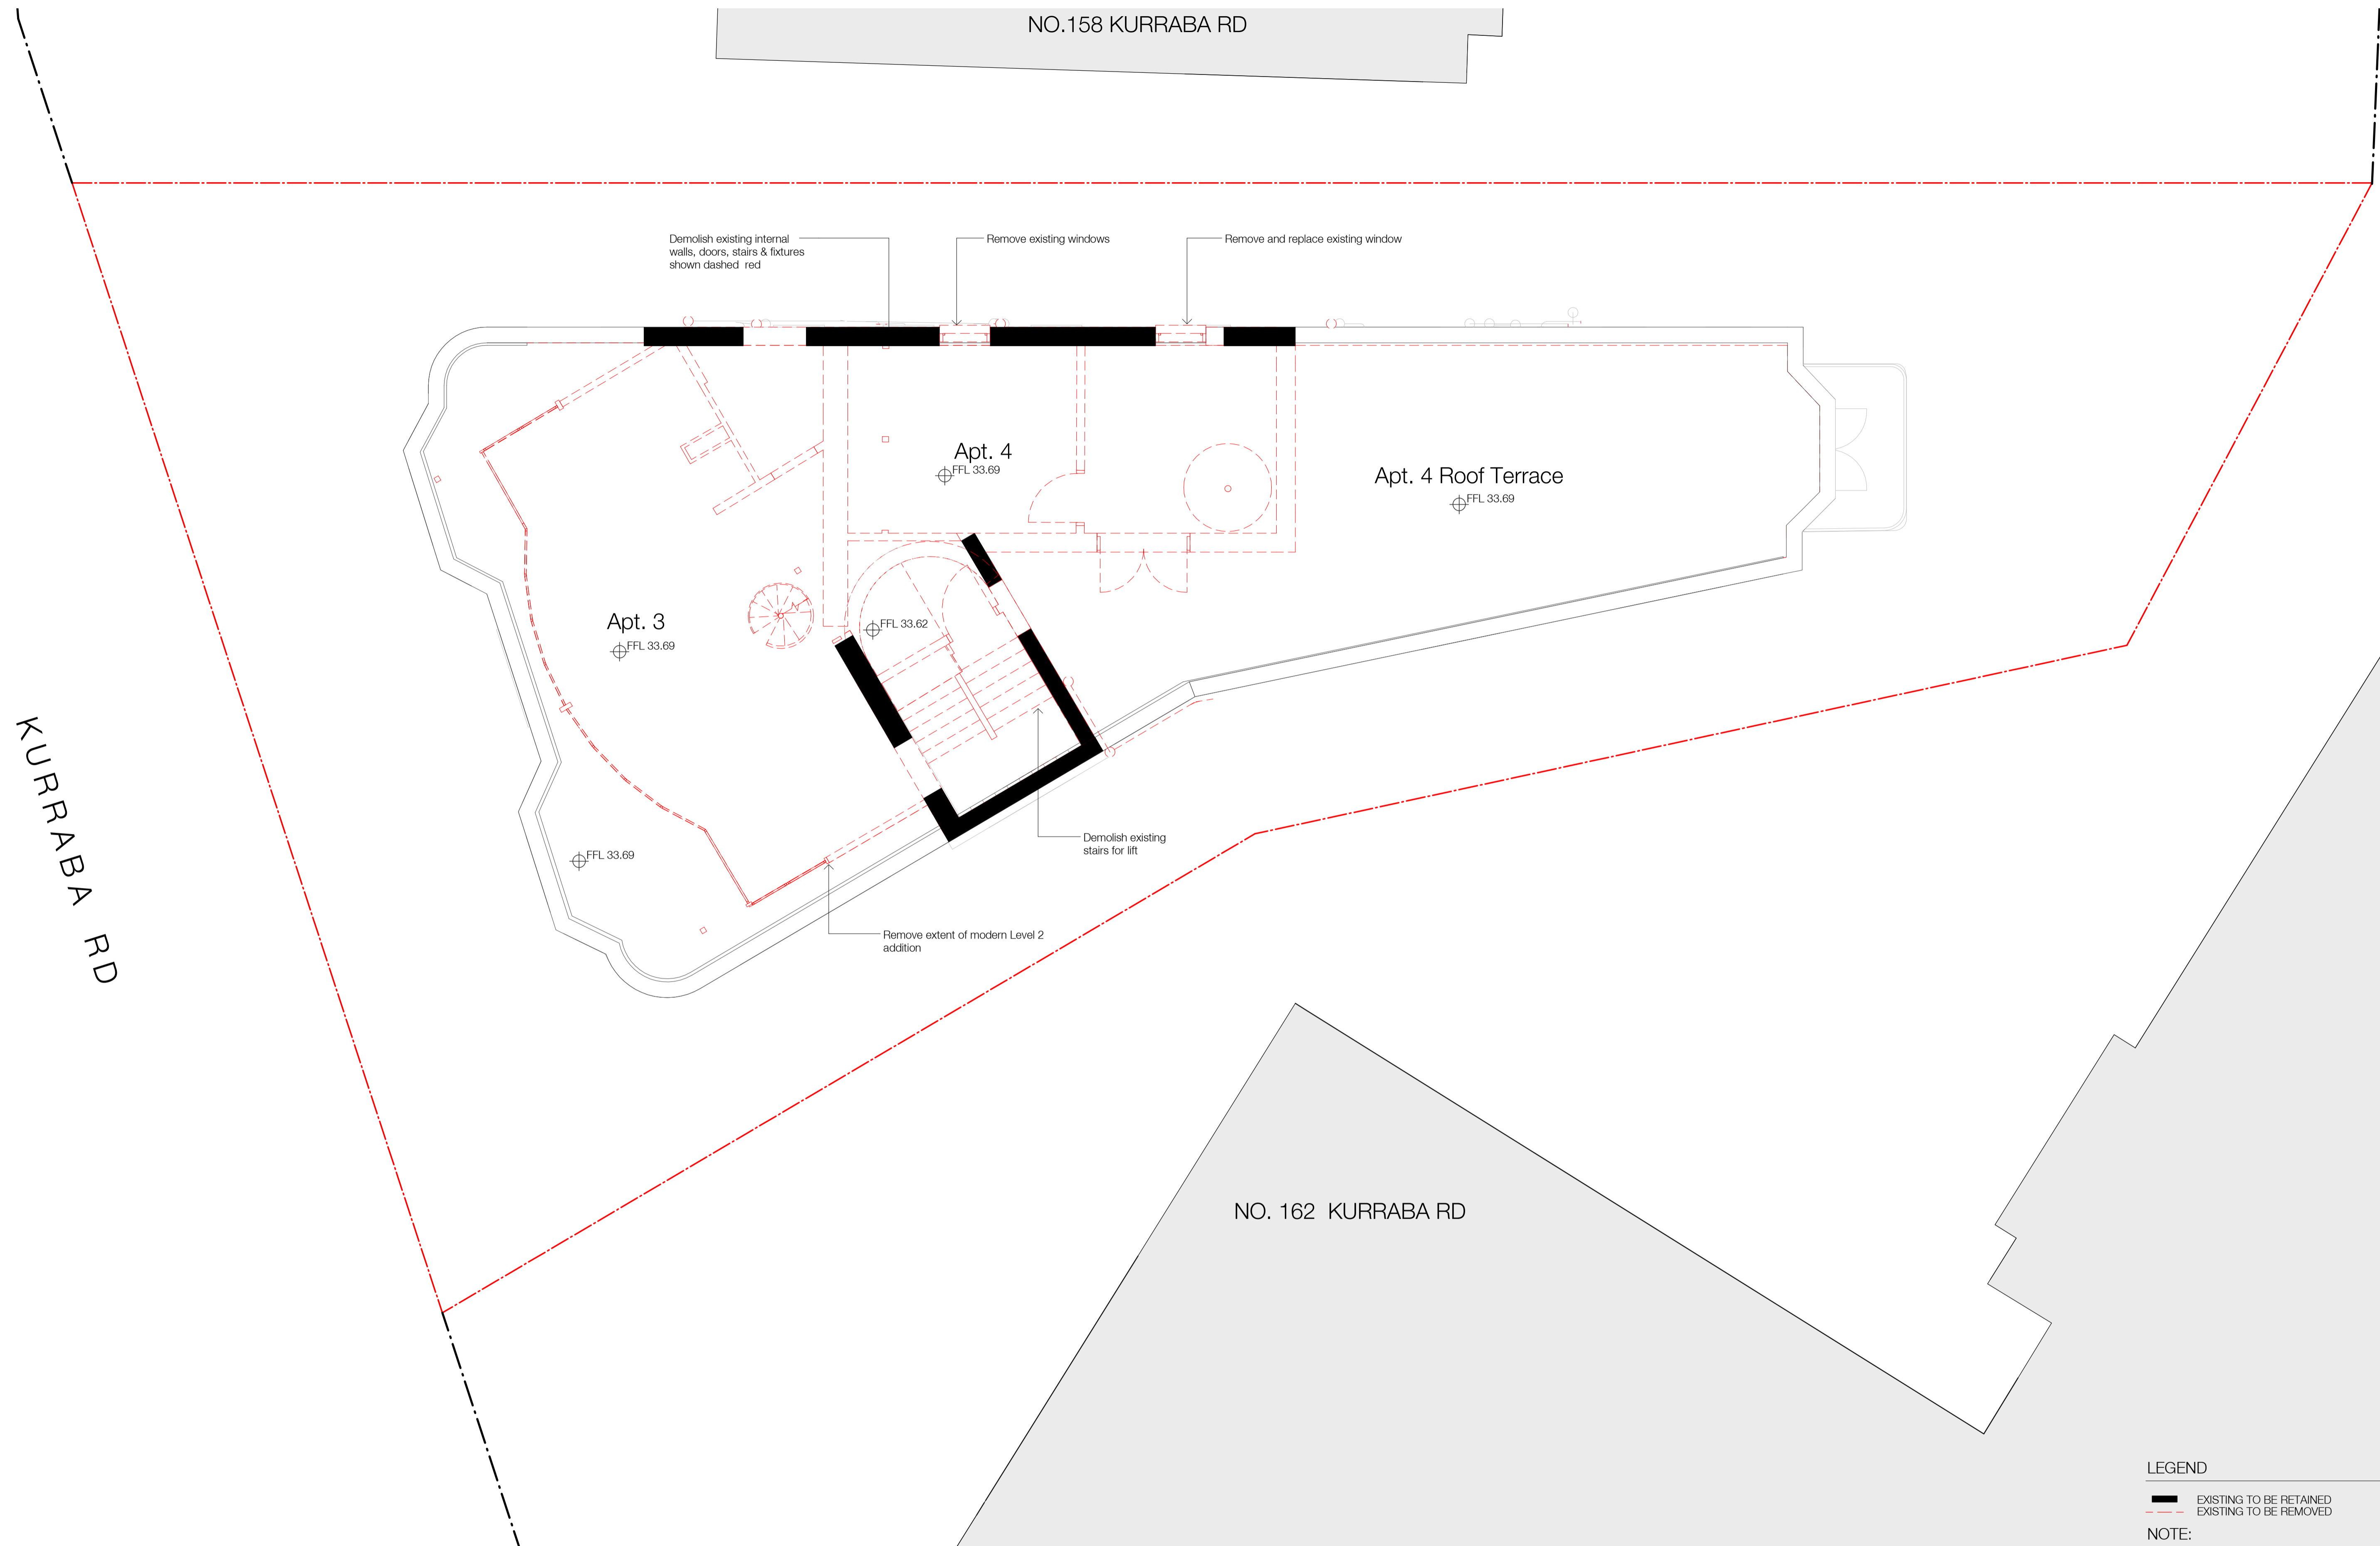 NO.158 KURRABA RD
Demolish existing internal
walls, doors, stairs & fixtures
shown dashed red
Remove existing windows
Remove and replace existing window
Apt. 4
FFL 33.69
Apt. 4 Roof Terrace
FFL 33.69
Apt. 3
FFL 33.69
FFL 33.62
KURRABA RD
FFL 33.69
Demolish existing
stairs for lift
Remove extent of modern Level 2
addition
NO. 162 KURRABA RD
LEGEND
EXISTING TO BE RETAINED
EXISTING TO BE REMOVED
NOTE: